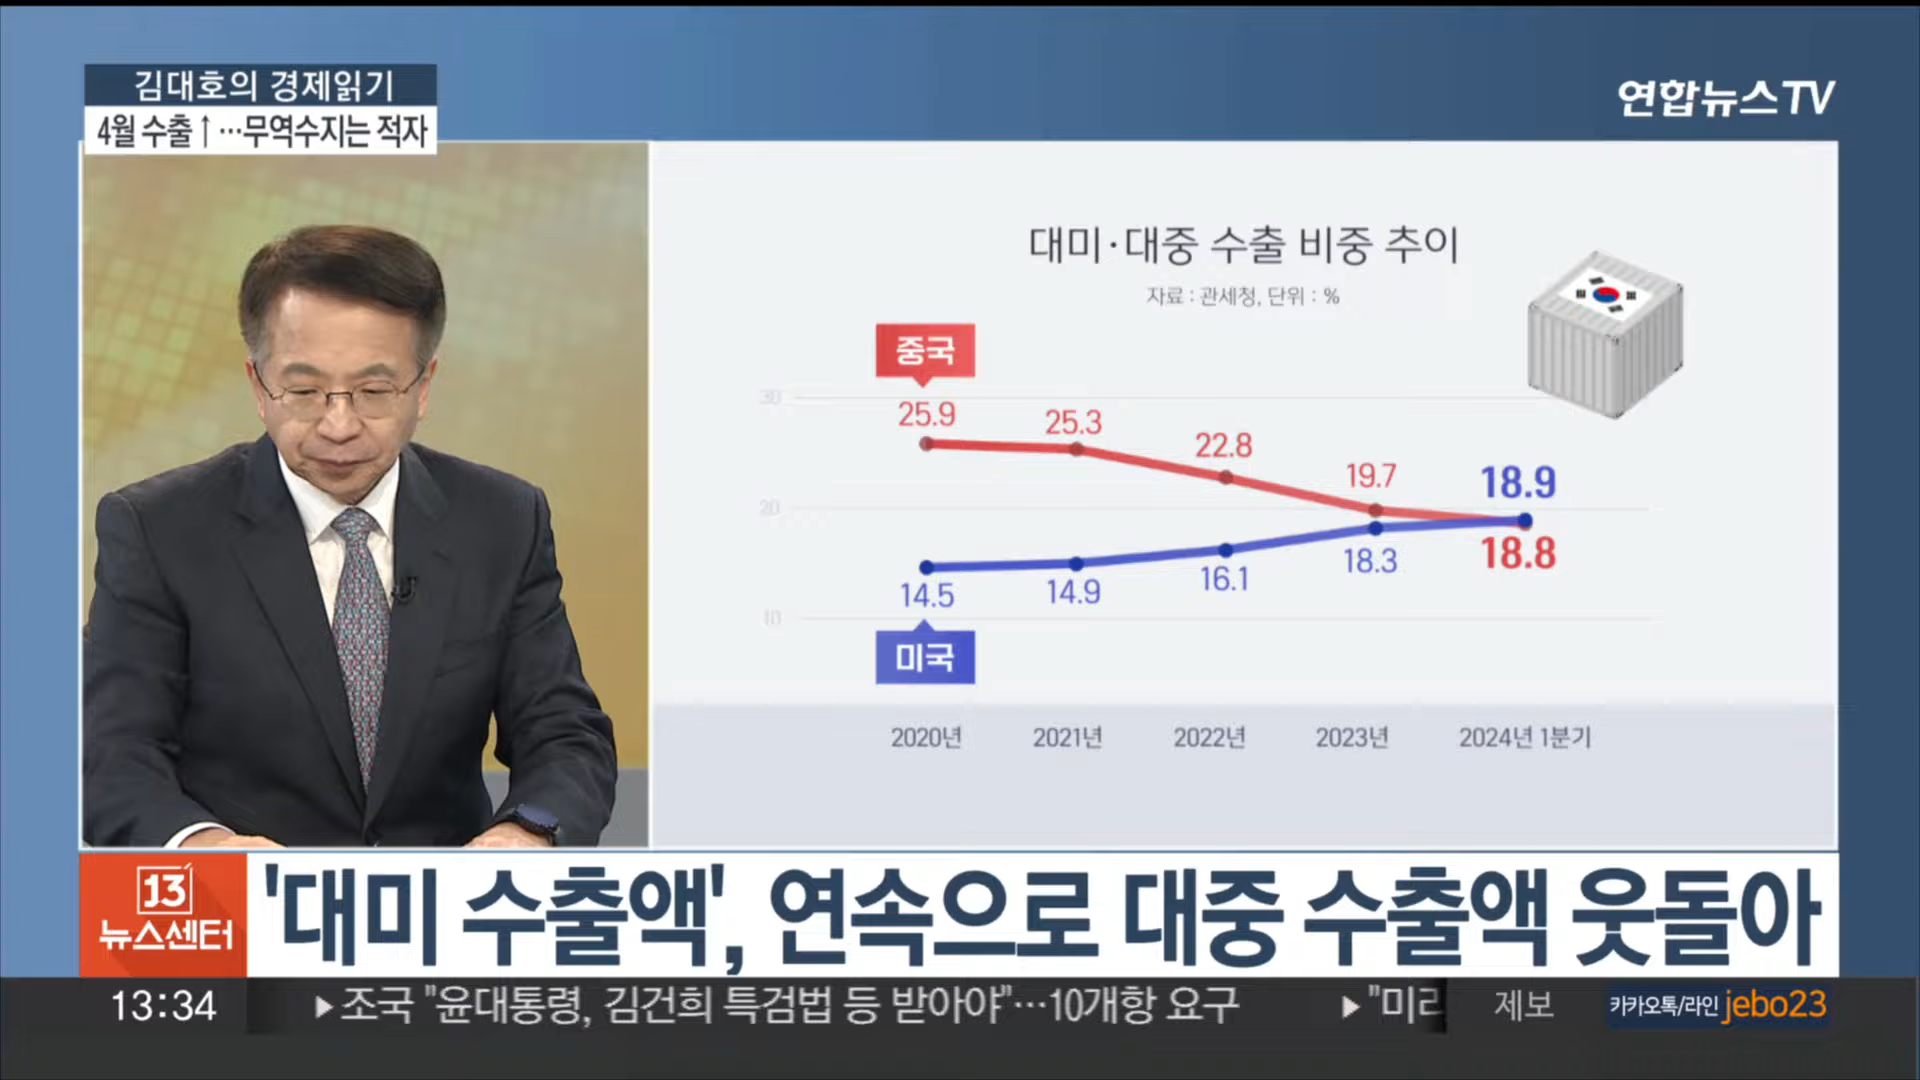 김대호의 경제읽기
4월 수출↑…무역수지는 적자
연합뉴스TV
대미·대중 수출 비중 추이
자료 : 관세청, 단위 : %
중국
30
25.9
25.3
22.8
19.7
18.9
20
14.5
14.9
16.1
18.3
18.8
10
미국
2020년
2021년
2022년
2023년
2024년 1분기
13
뉴스센터
'대미 수출액', 연속으로 대중 수출액 웃돌아
13:34
▶조국 "윤대통령, 김건희 특검법 등 받아야"…10개항 요구
▶"미리
제보
카카오톡/라인 jebo23